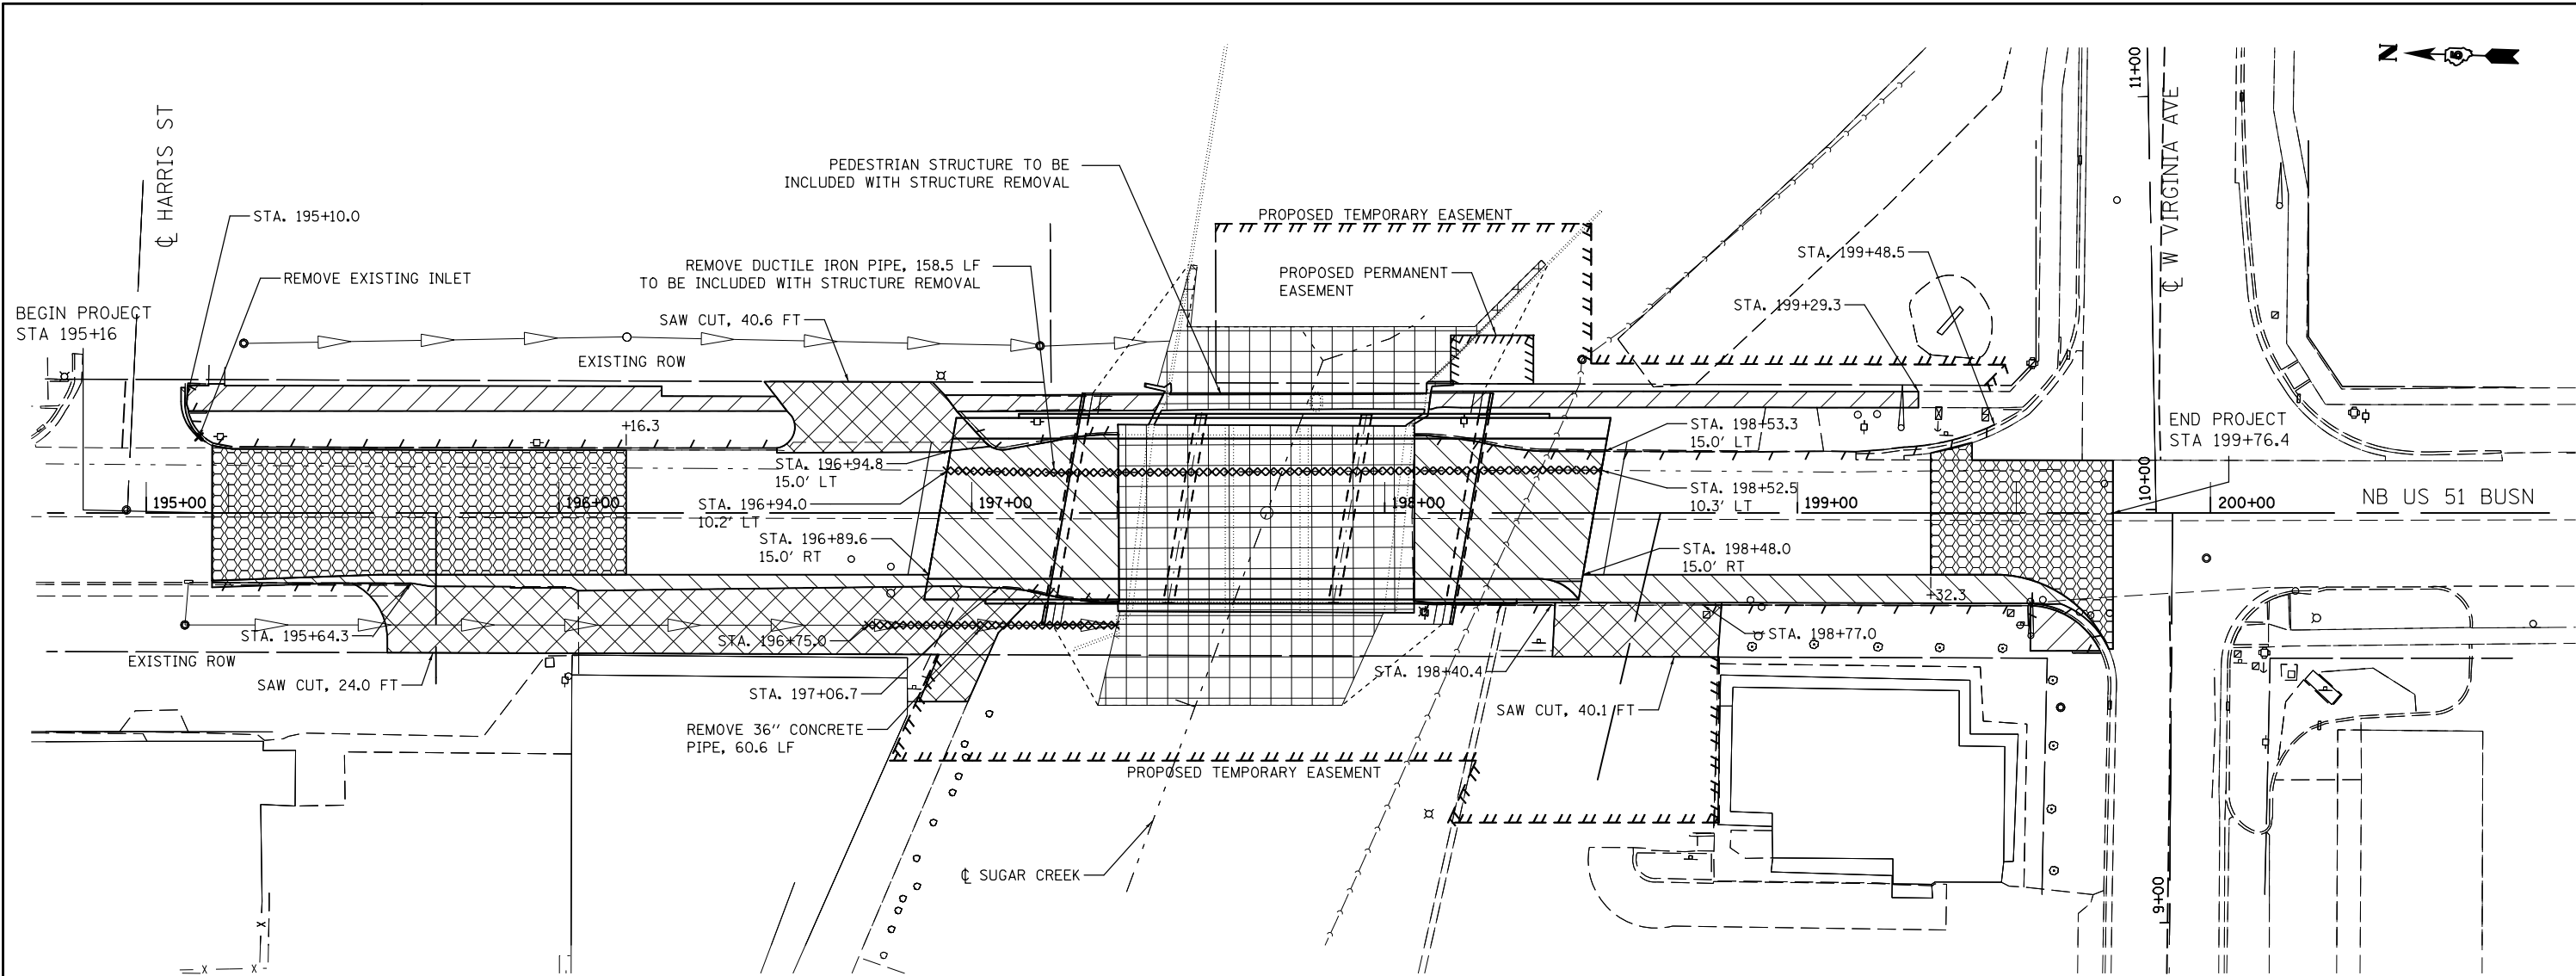 N
11+00
℄ W VIRGINIA AVE
℄ HARRIS ST
PEDESTRIAN STRUCTURE TO BE
INCLUDED WITH STRUCTURE REMOVAL
STA. 195+10.0
PROPOSED TEMPORARY EASEMENT
REMOVE DUCTILE IRON PIPE, 158.5 LF
TO BE INCLUDED WITH STRUCTURE REMOVAL
STA. 199+48.5
REMOVE EXISTING INLET
PROPOSED PERMANENT
EASEMENT
STA. 199+29.3
BEGIN PROJECT
STA 195+16
SAW CUT, 40.6 FT
EXISTING ROW
+16.3
END PROJECT
STA 199+76.4
STA. 198+53.3
15.0' LT
STA. 196+94.8
15.0' LT
STA. 198+52.5
10.3' LT
STA. 196+94.0
10.2' LT
195+00
196+00
197+00
198+00
199+00
10+00
200+00
NB US 51 BUSN
STA. 196+89.6
15.0' RT
STA. 198+48.0
15.0' RT
+32.3
STA. 195+64.3
STA. 196+75.0
STA. 198+77.0
EXISTING ROW
SAW CUT, 24.0 FT
STA. 197+06.7
STA. 198+40.4
SAW CUT, 40.1 FT
REMOVE 36" CONCRETE
PIPE, 60.6 LF
PROPOSED TEMPORARY EASEMENT
℄ SUGAR CREEK
9+00
X
X X